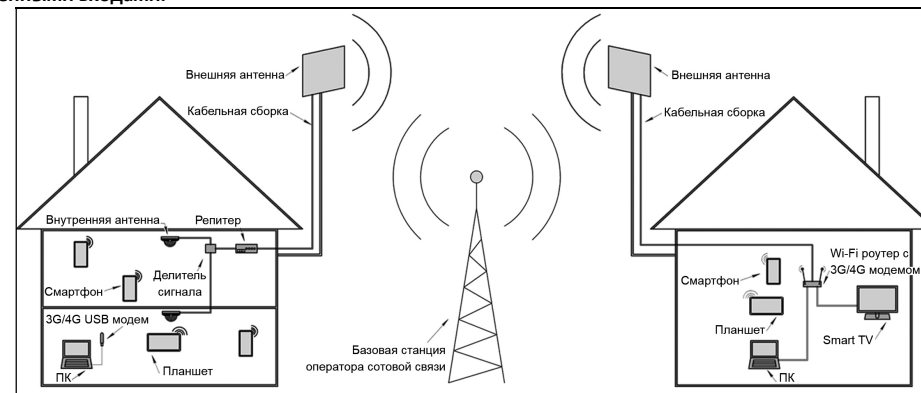 Внешняя антенна
Кабельная сборка
Внутренняя антенна
Репитер
Делитель
сигнала
Смартфон
3G/4G USB модем
ПК
Планшет
Базовая станция
оператора сотовой связи
Внешняя антенна
Кабельная сборка
Wi-Fi роутер с
3G/4G модемом
Смартфон
Планшет
Smart TV
ПК